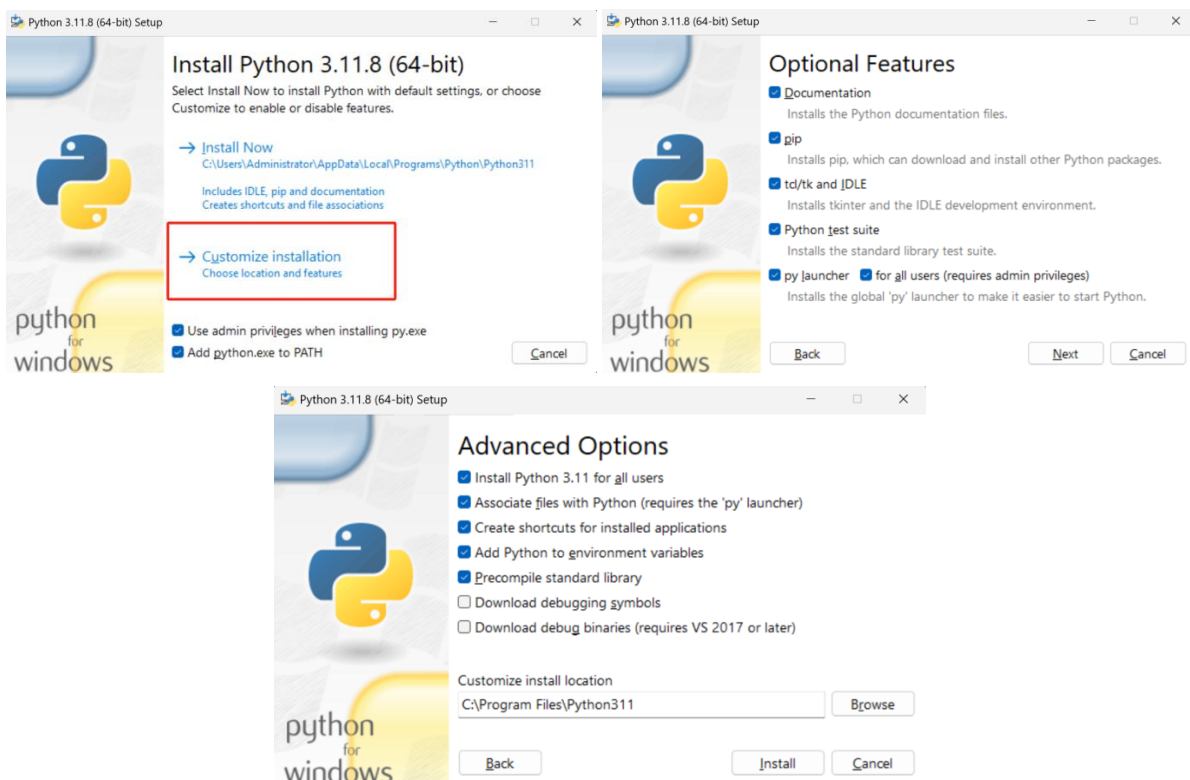 Python 3.11.8 (64-bit) Setup
Install Python 3.11.8 (64-bit)
Select Install Now to install Python with default settings, or choose
Customize to enable or disable features.
Install Now
C:\Users\Administrator\AppData\Local\Programs\Python\Python311
Includes IDLE, pip and documentation
Creates shortcuts and file associations
Customize installation
Choose location and features
Use admin privileges when installing py.exe
Add python.exe to PATH
Cancel
python
for
windows
Python 3.11.8 (64-bit) Setup
Optional Features
Documentation
Installs the Python documentation files.
pip
Installs pip, which can download and install other Python packages.
tcl/tk and IDLE
Installs tkinter and the IDLE development environment.
Python test suite
Installs the standard library test suite.
py launcher for all users (requires admin privileges)
Installs the global 'py' launcher to make it easier to start Python.
Back Next Cancel
python
for
windows
Python 3.11.8 (64-bit) Setup
Advanced Options
Install Python 3.11 for all users
Associate files with Python (requires the 'py' launcher)
Create shortcuts for installed applications
Add Python to environment variables
Precompile standard library
Download debugging symbols
Download debug binaries (requires VS 2017 or later)
Customize install location
C:\Program Files\Python311 Browse
Back Install Cancel
python
for
windows